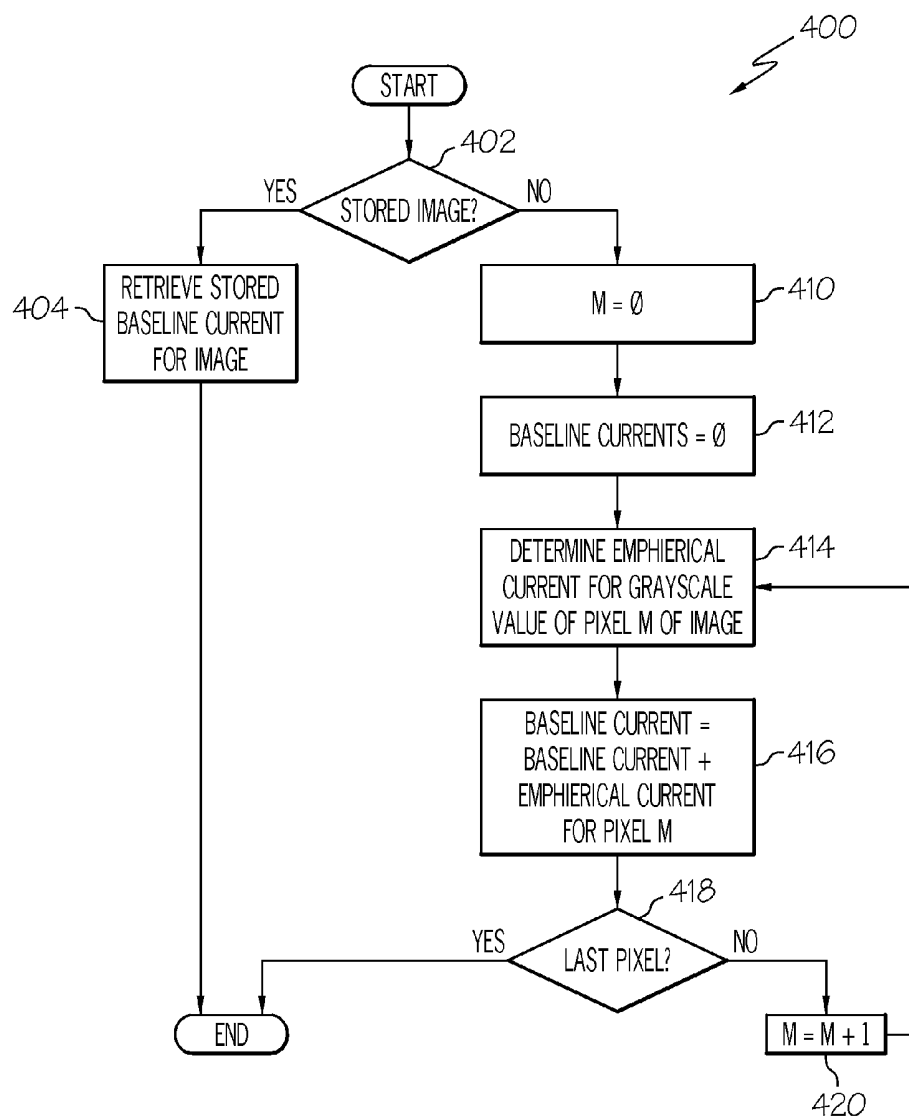 400
START
402
YES
NO
STORED IMAGE?
404
RETRIEVE STORED
BASELINE CURRENT
FOR IMAGE
M = Ø
410
BASELINE CURRENTS = Ø
412
DETERMINE EMPHIERICAL
CURRENT FOR GRAYSCALE
VALUE OF PIXEL M OF IMAGE
414
BASELINE CURRENT =
BASELINE CURRENT +
EMPHIERICAL CURRENT
FOR PIXEL M
416
418
YES
LAST PIXEL?
NO
END
M = M + 1
420